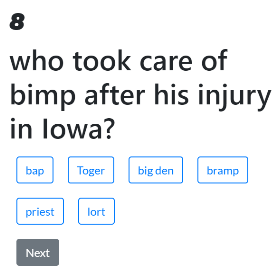 8
who took care of
bimp after his injury
in Iowa?
bap Toger big den bramp
priest lort
Next